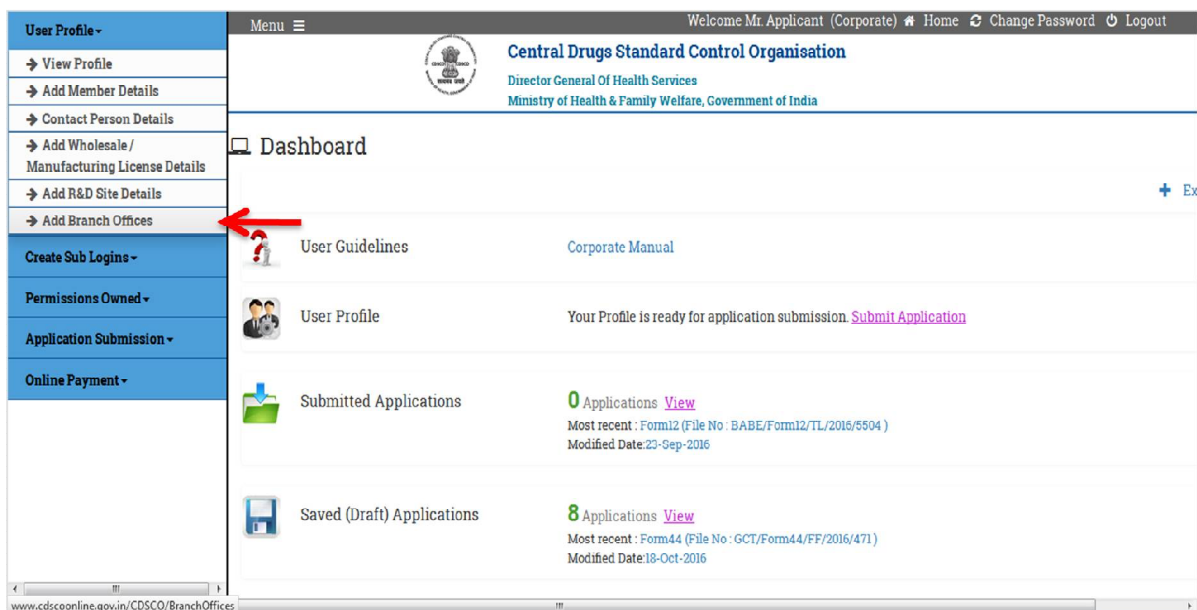 User Profile
Menu
Welcome Mr. Applicant (Corporate) Home Change Password Logout
View Profile
Add Member Details
Contact Person Details
Add Wholesale /
Manufacturing License Details
Add R&D Site Details
Add Branch Offices
Create Sub Logins
Permissions Owned
Application Submission
Online Payment
Central Drugs Standard Control Organisation
Director General Of Health Services
Ministry of Health & Family Welfare, Government of India
Dashboard
+ Ex
User Guidelines
Corporate Manual
User Profile
Your Profile is ready for application submission. Submit Application
Submitted Applications
0 Applications View
Most recent : Form12 (File No : BABE/Form12/TL/2016/5504 )
Modified Date:23-Sep-2016
Saved (Draft) Applications
8 Applications View
Most recent : Form44 (File No : GCT/Form44/FF/2016/471 )
Modified Date:18-Oct-2016
www.cdscoonline.gov.in/CDSCO/BranchOffices